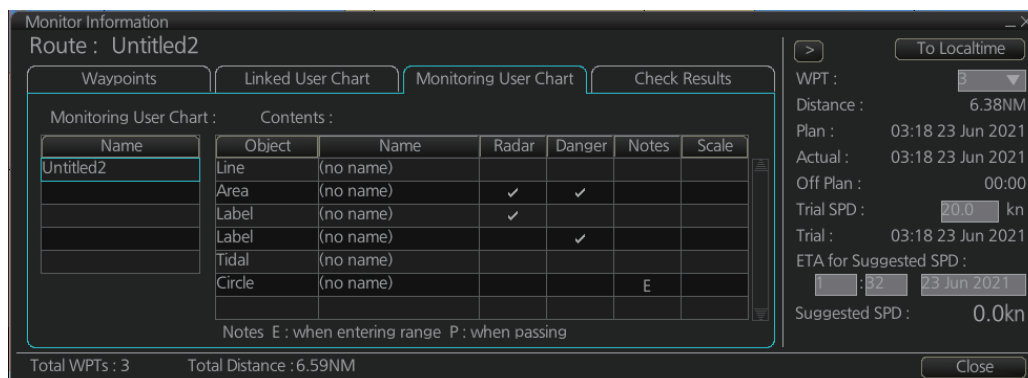 Monitor Information
Route : Untitled2
Waypoints Linked User Chart Monitoring User Chart Check Results
Monitoring User Chart : Contents :
Name Object Name Radar Danger Notes Scale
Untitled2 Line (no name)
Area (no name) ✓ ✓
Label (no name) ✓
Label (no name) ✓
Tidal (no name)
Circle (no name) E
Notes E : when entering range P : when passing
Total WPTs : 3 Total Distance : 6.59NM
> To Localtime
WPT : 3
Distance : 6.38NM
Plan : 03:18 23 Jun 2021
Actual : 03:18 23 Jun 2021
Off Plan : 00:00
Trial SPD : 20.0 kn
Trial : 03:18 23 Jun 2021
ETA for Suggested SPD :
1 :32 23 Jun 2021
Suggested SPD : 0.0kn
Close